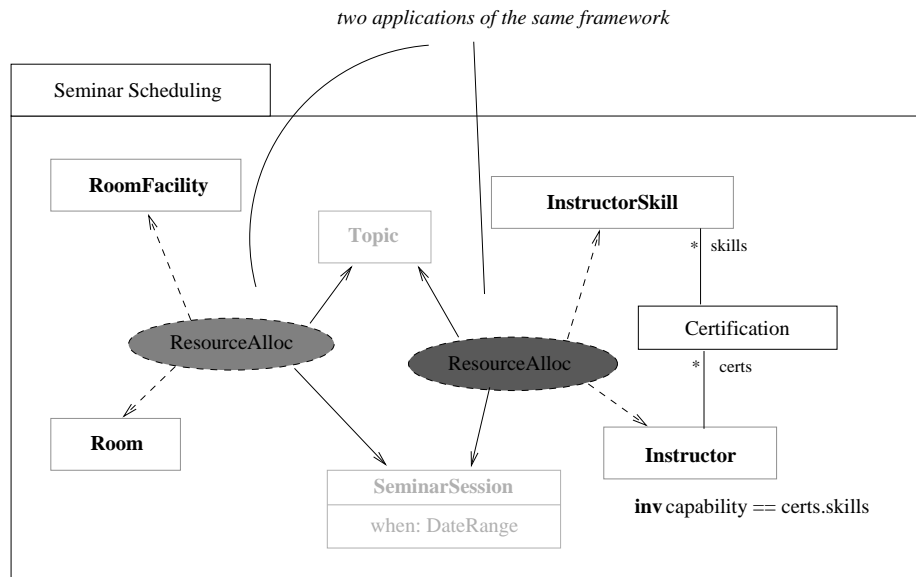 two applications of the same framework
Seminar Scheduling
RoomFacility
InstructorSkill
Topic
* skills
ResourceAlloc
Certification
ResourceAlloc
* certs
Room
Instructor
SeminarSession
when: DateRange
inv capability == certs.skills